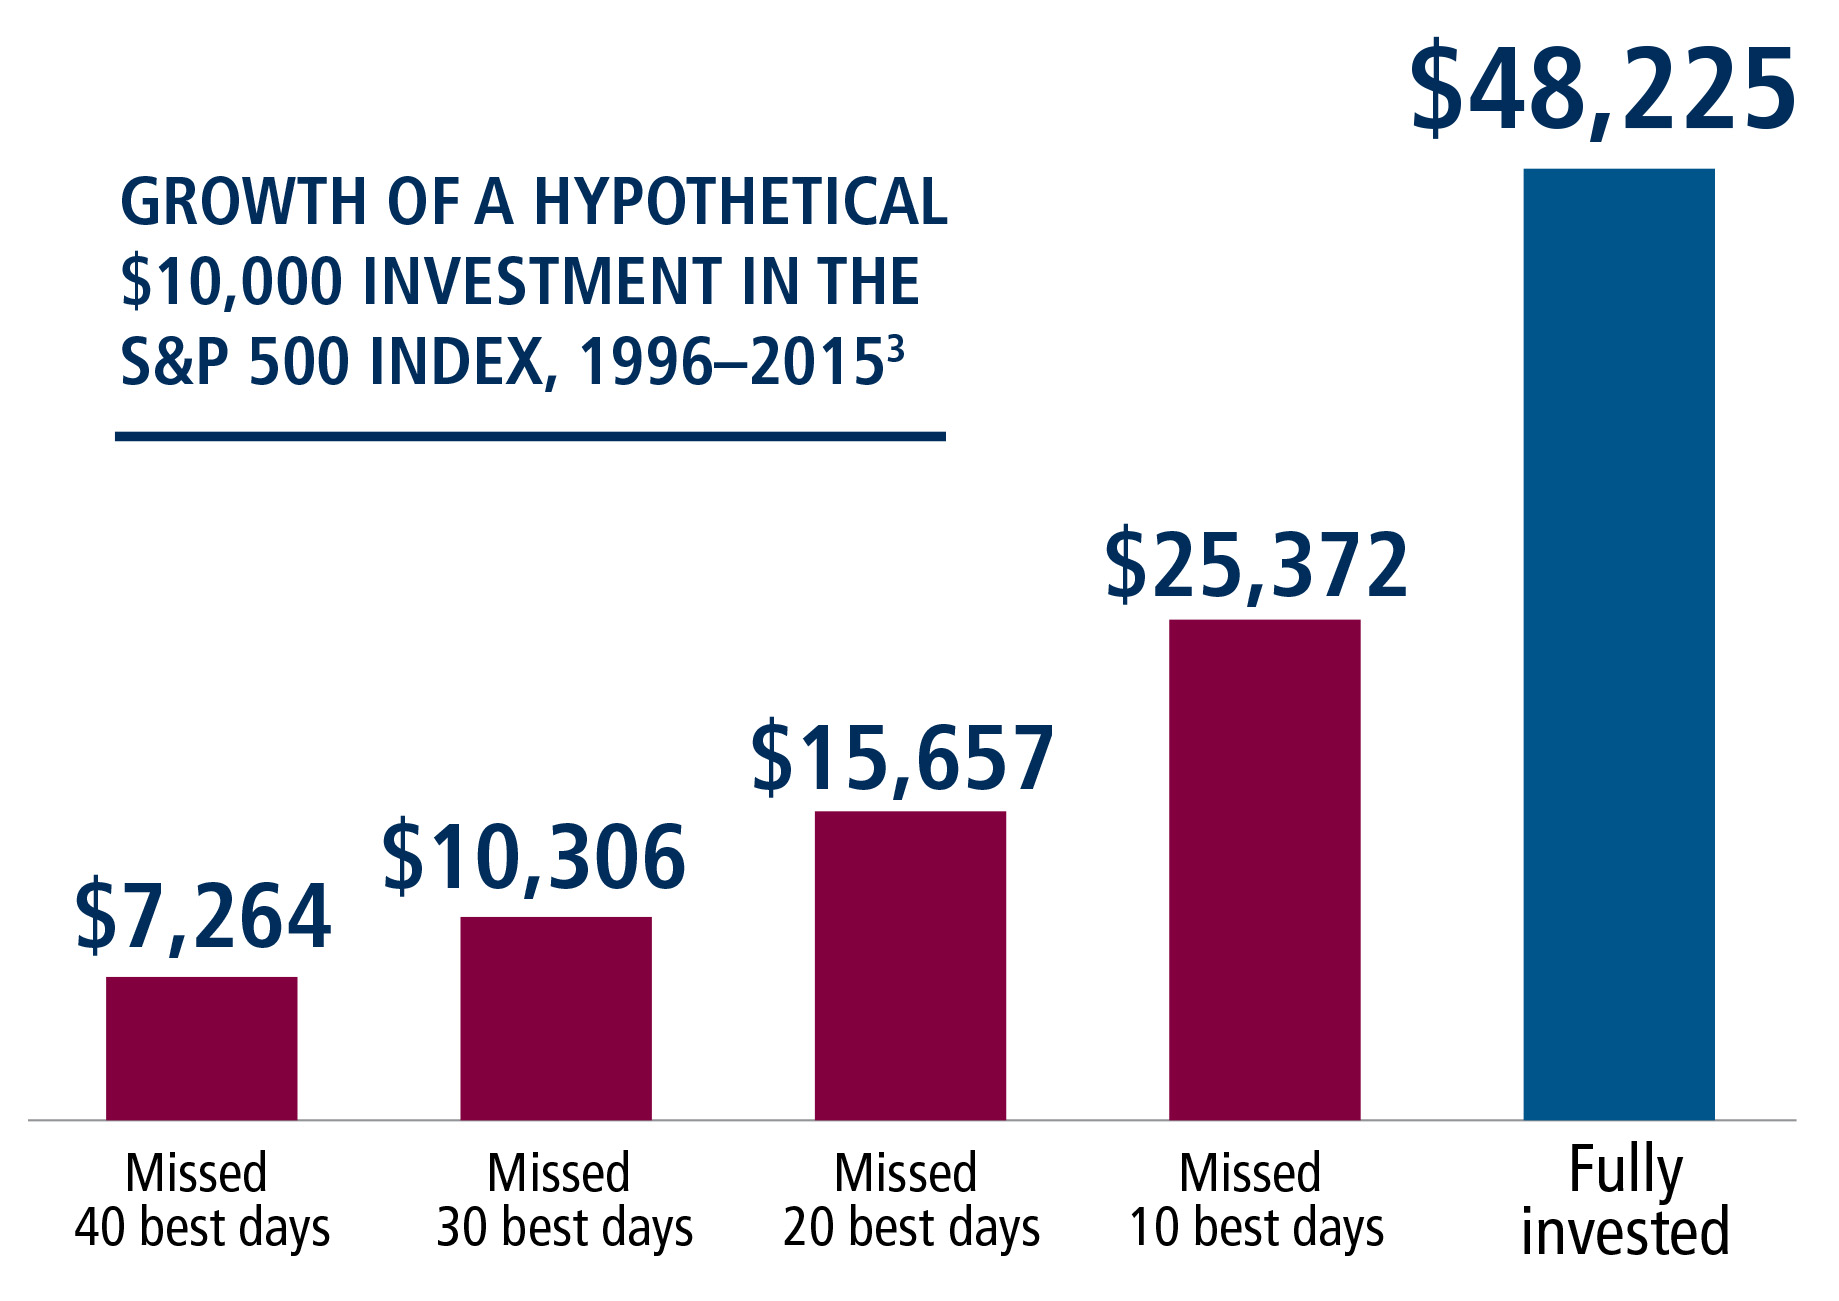 $48,225
GROWTH OF A HYPOTHETICAL
$10,000 INVESTMENT IN THE
S&P 500 INDEX, 1996–2015³
$25,372
$15,657
$10,306
$7,264
Missed
40 best days
Missed
30 best days
Missed
20 best days
Missed
10 best days
Fully
invested